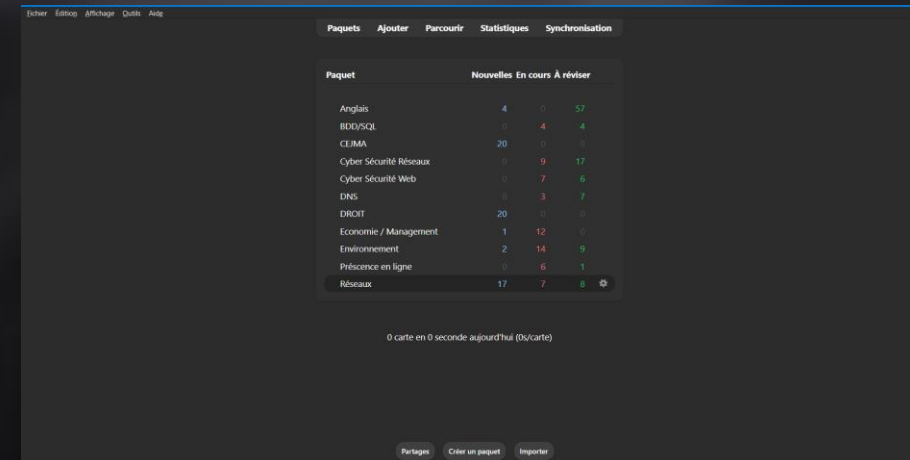 Fichier Édition Affichage Outils Aide
Paquets Ajouter Parcourir Statistiques Synchronisation
Paquet Nouvelles En cours À réviser
Anglais 4 0 57
BDD/SQL 0 4 4
CEJMA 20 0 0
Cyber Sécurité Réseaux 0 9 17
Cyber Sécurité Web 0 7 6
DNS 0 3 7
DROIT 20 0 0
Economie / Management 1 12 0
Environnement 2 14 9
Préscence en ligne 0 6 1
Réseaux 17 7 8
0 carte en 0 seconde aujourd'hui (0s/carte)
Partages Créer un paquet Importer